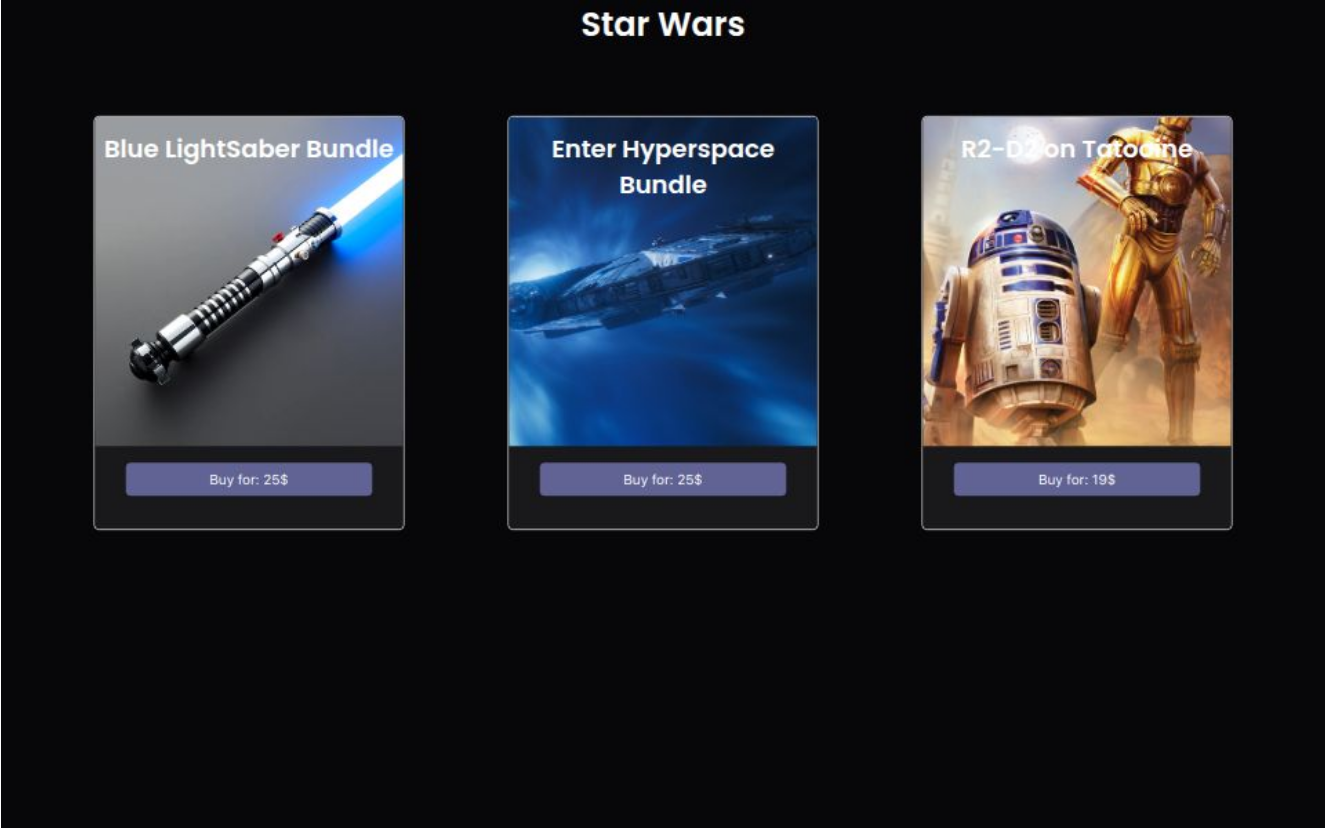 Star Wars
Blue LightSaber Bundle
Enter Hyperspace
Bundle
R2-D2 on Tatooine
Buy for: 25$
Buy for: 25$
Buy for: 19$